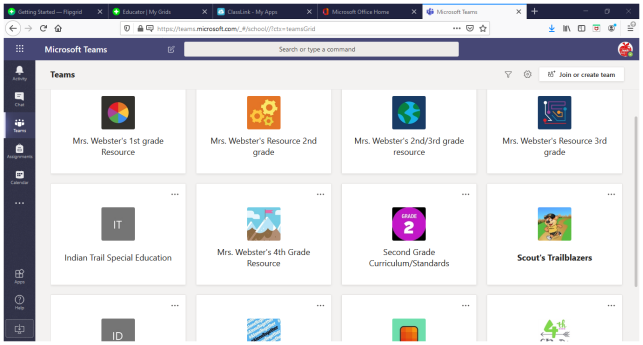 Getting Started — Flipgrid
Educator | My Grids
ClassLink - My Apps
Microsoft Office Home
Microsoft Teams
https://teams.microsoft.com/_#/school//?ctx=teamsGrid
Microsoft Teams
Search or type a command
Activity
Chat
Teams
Assignments
Calendar
Apps
Help
Teams
Join or create team
Mrs. Webster's 1st grade
Resource
Mrs. Webster's Resource 2nd
grade
Mrs. Webster's 2nd/3rd grade
resource
Mrs. Webster's Resource 3rd
grade
IT
Indian Trail Special Education
Mrs. Webster's 4th Grade
Resource
GRADE
2
Second Grade
Curriculum/Standards
Scout's Trailblazers
ID
4th